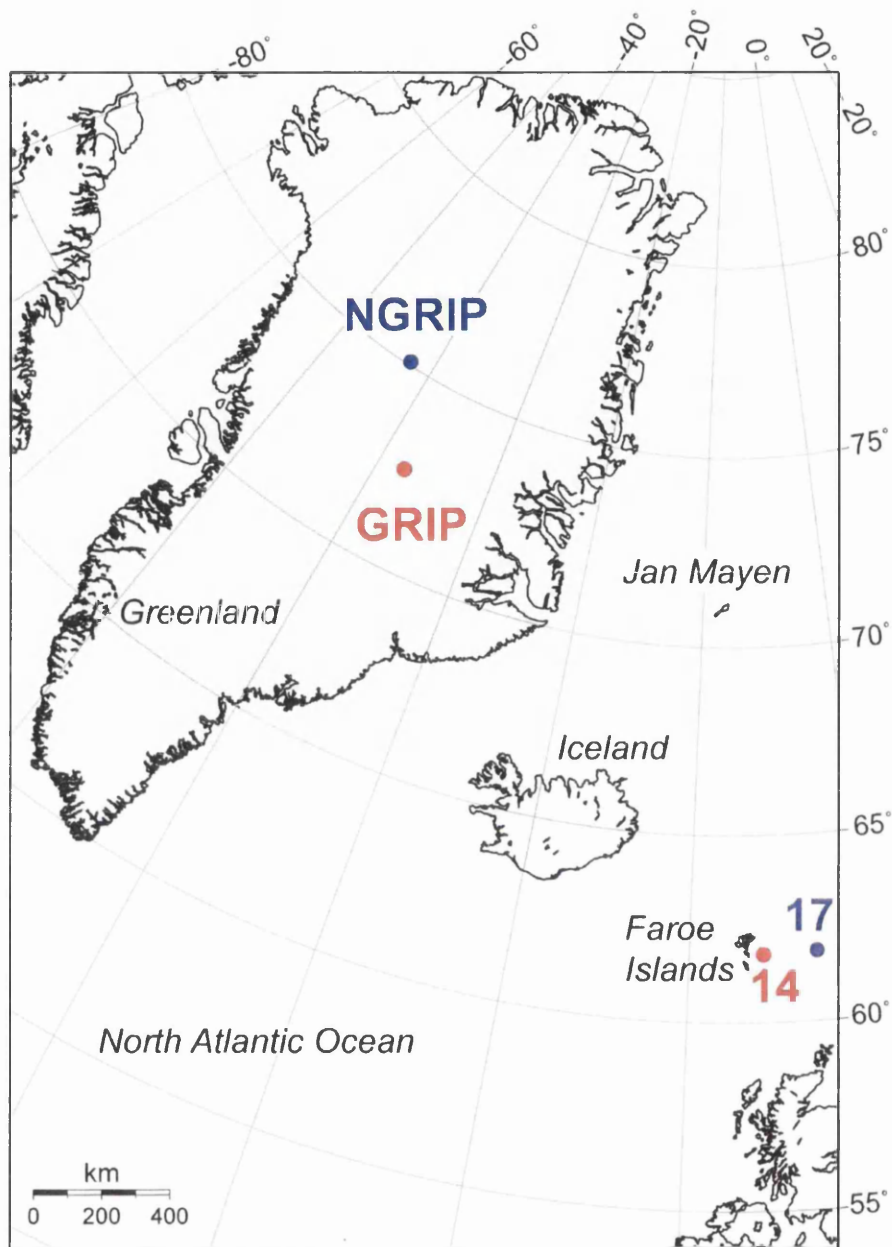 -80°
-60°
-40°
-20°
0°
20°
20°
80°
NGRIP
75°
GRIP
Jan Mayen
Greenland
70°
Iceland
65°
17
Faroe
Islands
14
60°
North Atlantic Ocean
km
0 200 400
55°